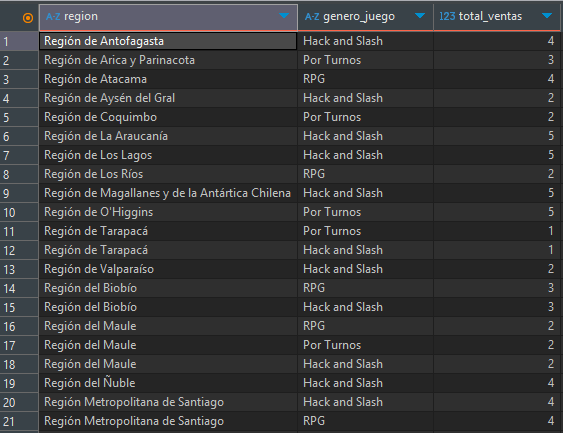 A-Z region A-Z genero_juego 123 total_ventas
1 Región de Antofagasta Hack and Slash 4
2 Región de Arica y Parinacota Por Turnos 3
3 Región de Atacama RPG 4
4 Región de Aysén del Gral Hack and Slash 2
5 Región de Coquimbo Por Turnos 2
6 Región de La Araucanía Hack and Slash 5
7 Región de Los Lagos Hack and Slash 5
8 Región de Los Ríos RPG 2
9 Región de Magallanes y de la Antártica Chilena Hack and Slash 5
10 Región de O'Higgins Por Turnos 5
11 Región de Tarapacá Por Turnos 1
12 Región de Tarapacá Hack and Slash 1
13 Región de Valparaíso Hack and Slash 2
14 Región del Biobío RPG 3
15 Región del Biobío Hack and Slash 3
16 Región del Maule RPG 2
17 Región del Maule Por Turnos 2
18 Región del Maule Hack and Slash 2
19 Región del Ñuble Hack and Slash 4
20 Región Metropolitana de Santiago Hack and Slash 4
21 Región Metropolitana de Santiago RPG 4